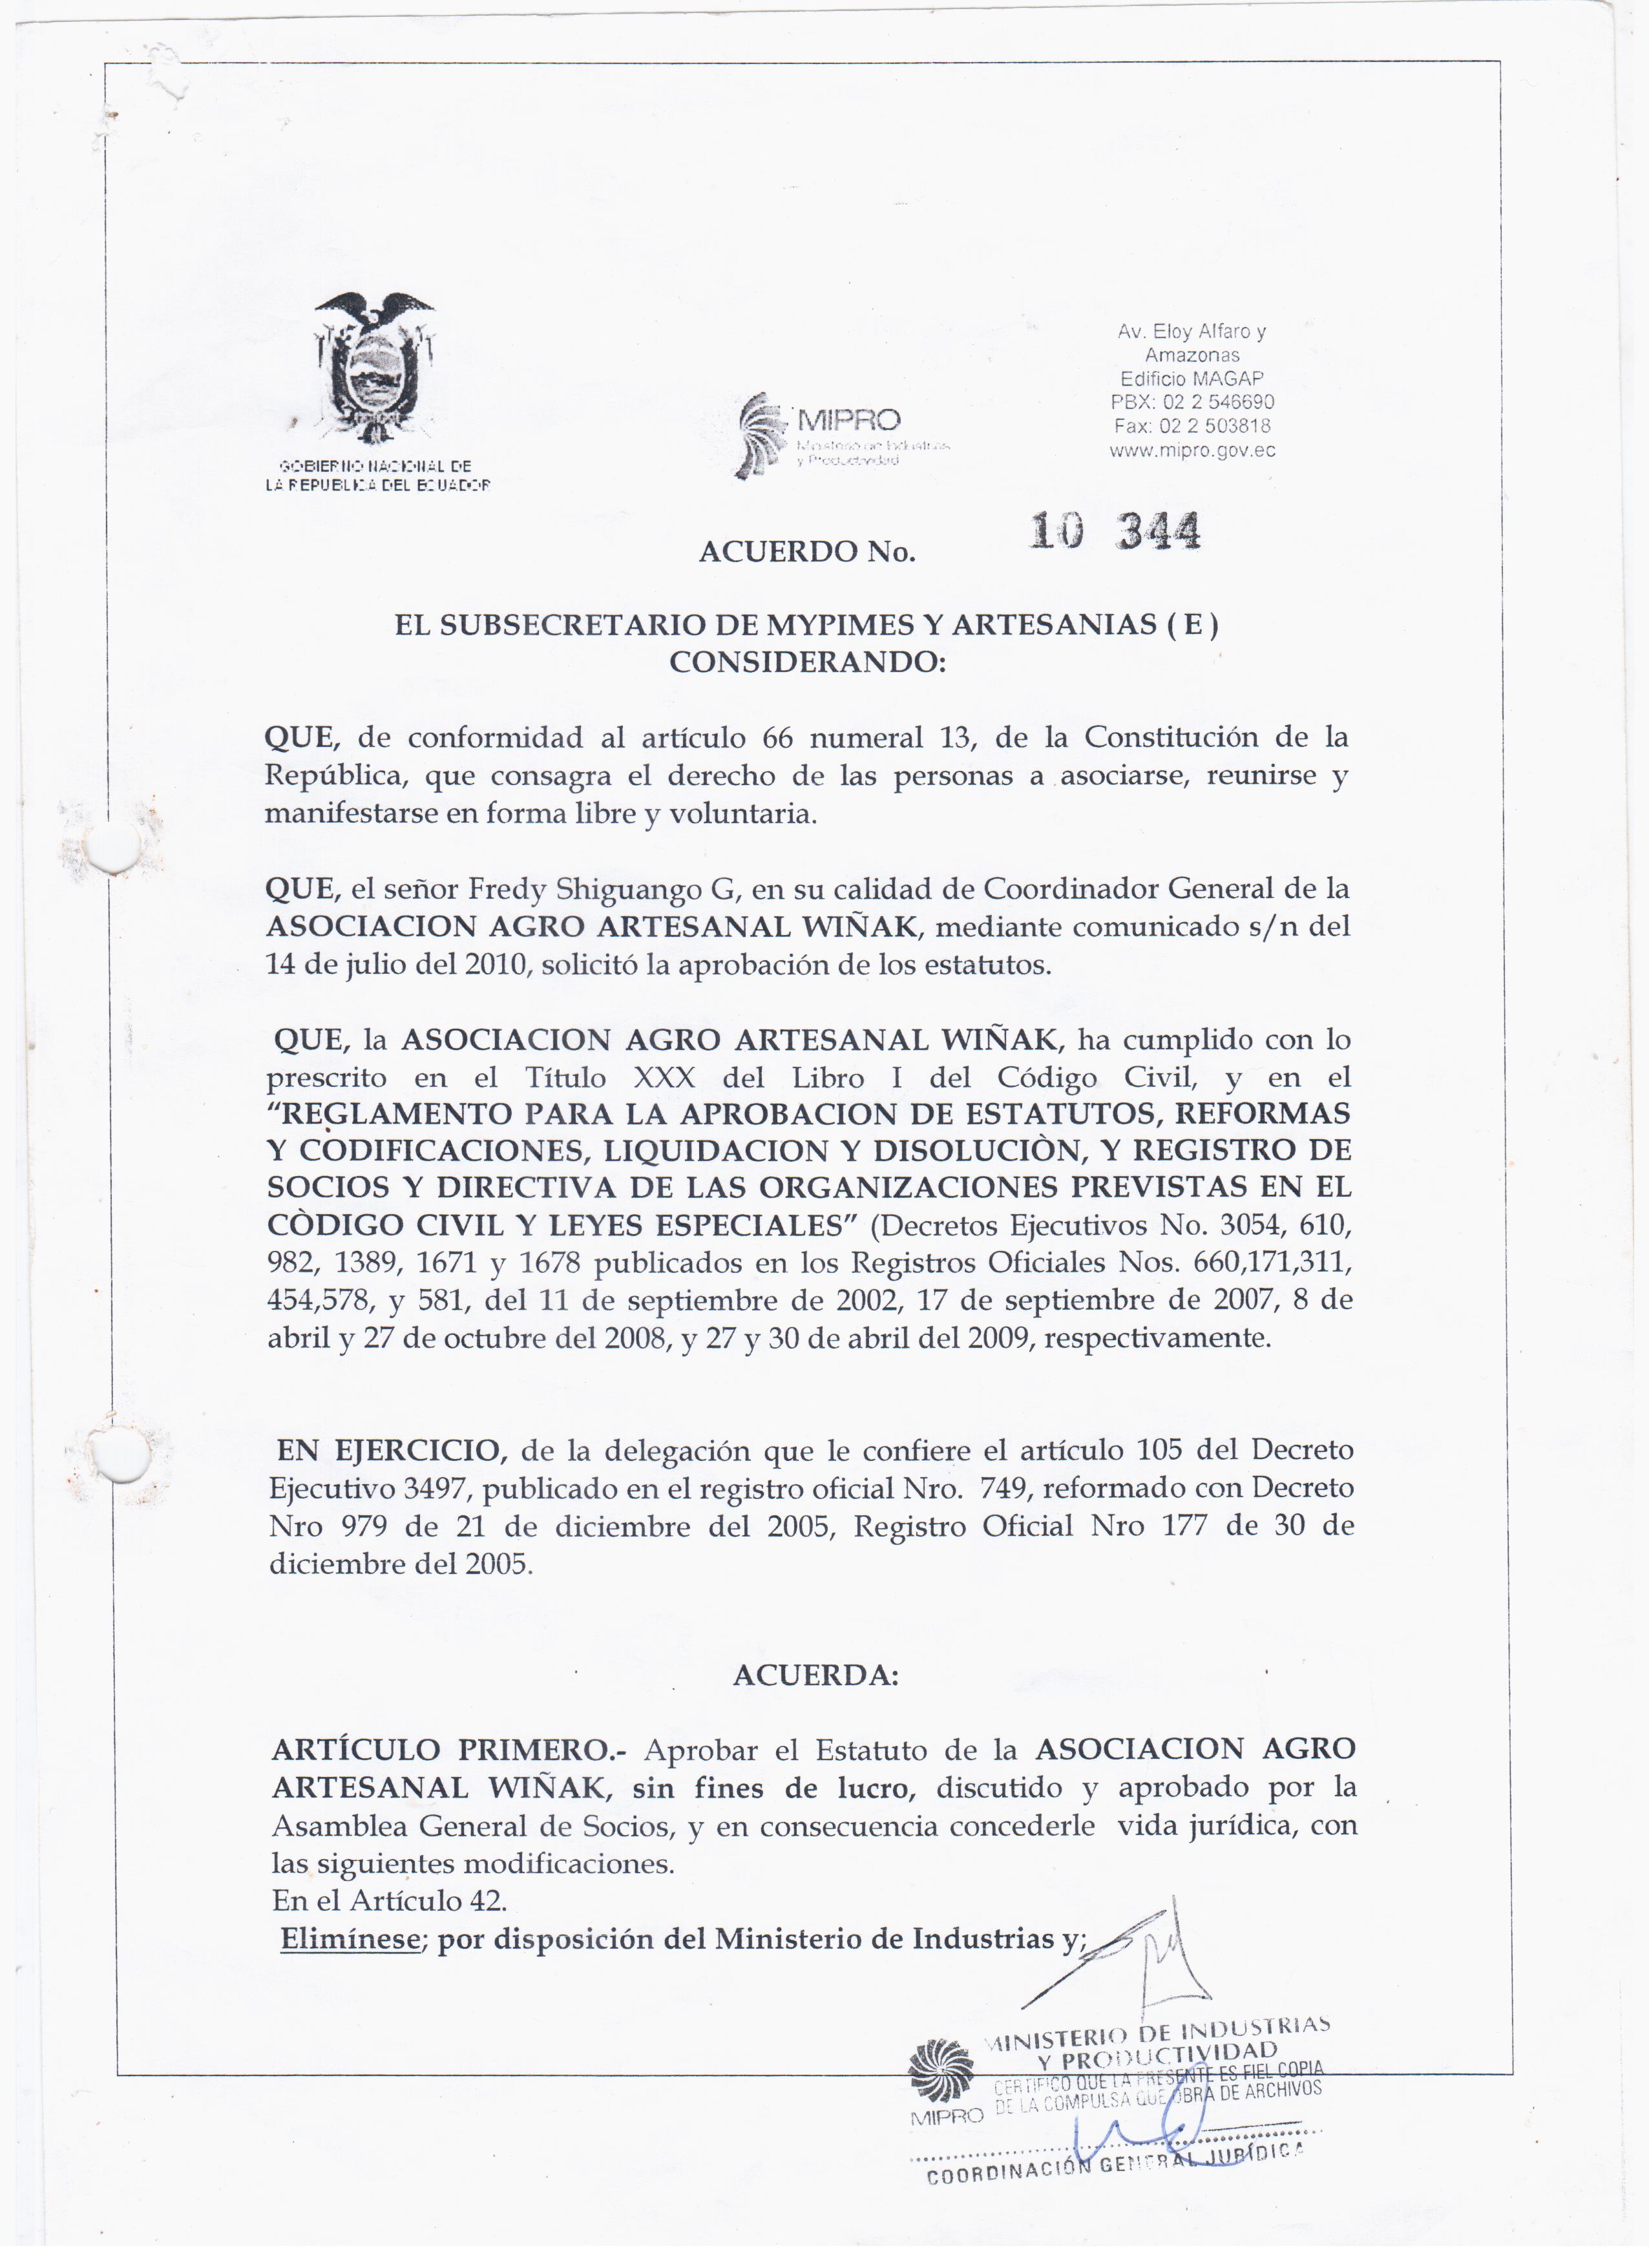 GOBIERNO NACIONAL DE
LA REPUBLICA DEL ECUADOR
MIPRO
Ministerio de Industrias
y Productividad
Av. Eloy Alfaro y
Amazonas
Edificio MAGAP
PBX: 02 2 546690
Fax: 02 2 503818
www.mipro.gov.ec
ACUERDO No. 10 344
EL SUBSECRETARIO DE MYPIMES Y ARTESANIAS ( E )
CONSIDERANDO:
QUE, de conformidad al artículo 66 numeral 13, de la Constitución de la
República, que consagra el derecho de las personas a asociarse, reunirse y
manifestarse en forma libre y voluntaria.
QUE, el señor Fredy Shiguango G, en su calidad de Coordinador General de la
ASOCIACION AGRO ARTESANAL WIÑAK, mediante comunicado s/n del
14 de julio del 2010, solicitó la aprobación de los estatutos.
QUE, la ASOCIACION AGRO ARTESANAL WIÑAK, ha cumplido con lo
prescrito en el Título XXX del Libro I del Código Civil, y en el
“REGLAMENTO PARA LA APROBACION DE ESTATUTOS, REFORMAS
Y CODIFICACIONES, LIQUIDACION Y DISOLUCIÒN, Y REGISTRO DE
SOCIOS Y DIRECTIVA DE LAS ORGANIZACIONES PREVISTAS EN EL
CÒDIGO CIVIL Y LEYES ESPECIALES” (Decretos Ejecutivos No. 3054, 610,
982, 1389, 1671 y 1678 publicados en los Registros Oficiales Nos. 660,171,311,
454,578, y 581, del 11 de septiembre de 2002, 17 de septiembre de 2007, 8 de
abril y 27 de octubre del 2008, y 27 y 30 de abril del 2009, respectivamente.
EN EJERCICIO, de la delegación que le confiere el artículo 105 del Decreto
Ejecutivo 3497, publicado en el registro oficial Nro. 749, reformado con Decreto
Nro 979 de 21 de diciembre del 2005, Registro Oficial Nro 177 de 30 de
diciembre del 2005.
ACUERDA:
ARTÍCULO PRIMERO.- Aprobar el Estatuto de la ASOCIACION AGRO
ARTESANAL WIÑAK, sin fines de lucro, discutido y aprobado por la
Asamblea General de Socios, y en consecuencia concederle vida jurídica, con
las siguientes modificaciones.
En el Artículo 42.
Elimínese; por disposición del Ministerio de Industrias y;
MINISTERIO DE INDUSTRIAS
Y PRODUCTIVIDAD
CERTIFICO QUE LA PRESENTE ES FIEL COPIA
DE LA COMPULSA QUE OBRA DE ARCHIVOS
MIPRO
COORDINACIÓN GENERAL JURÍDICA